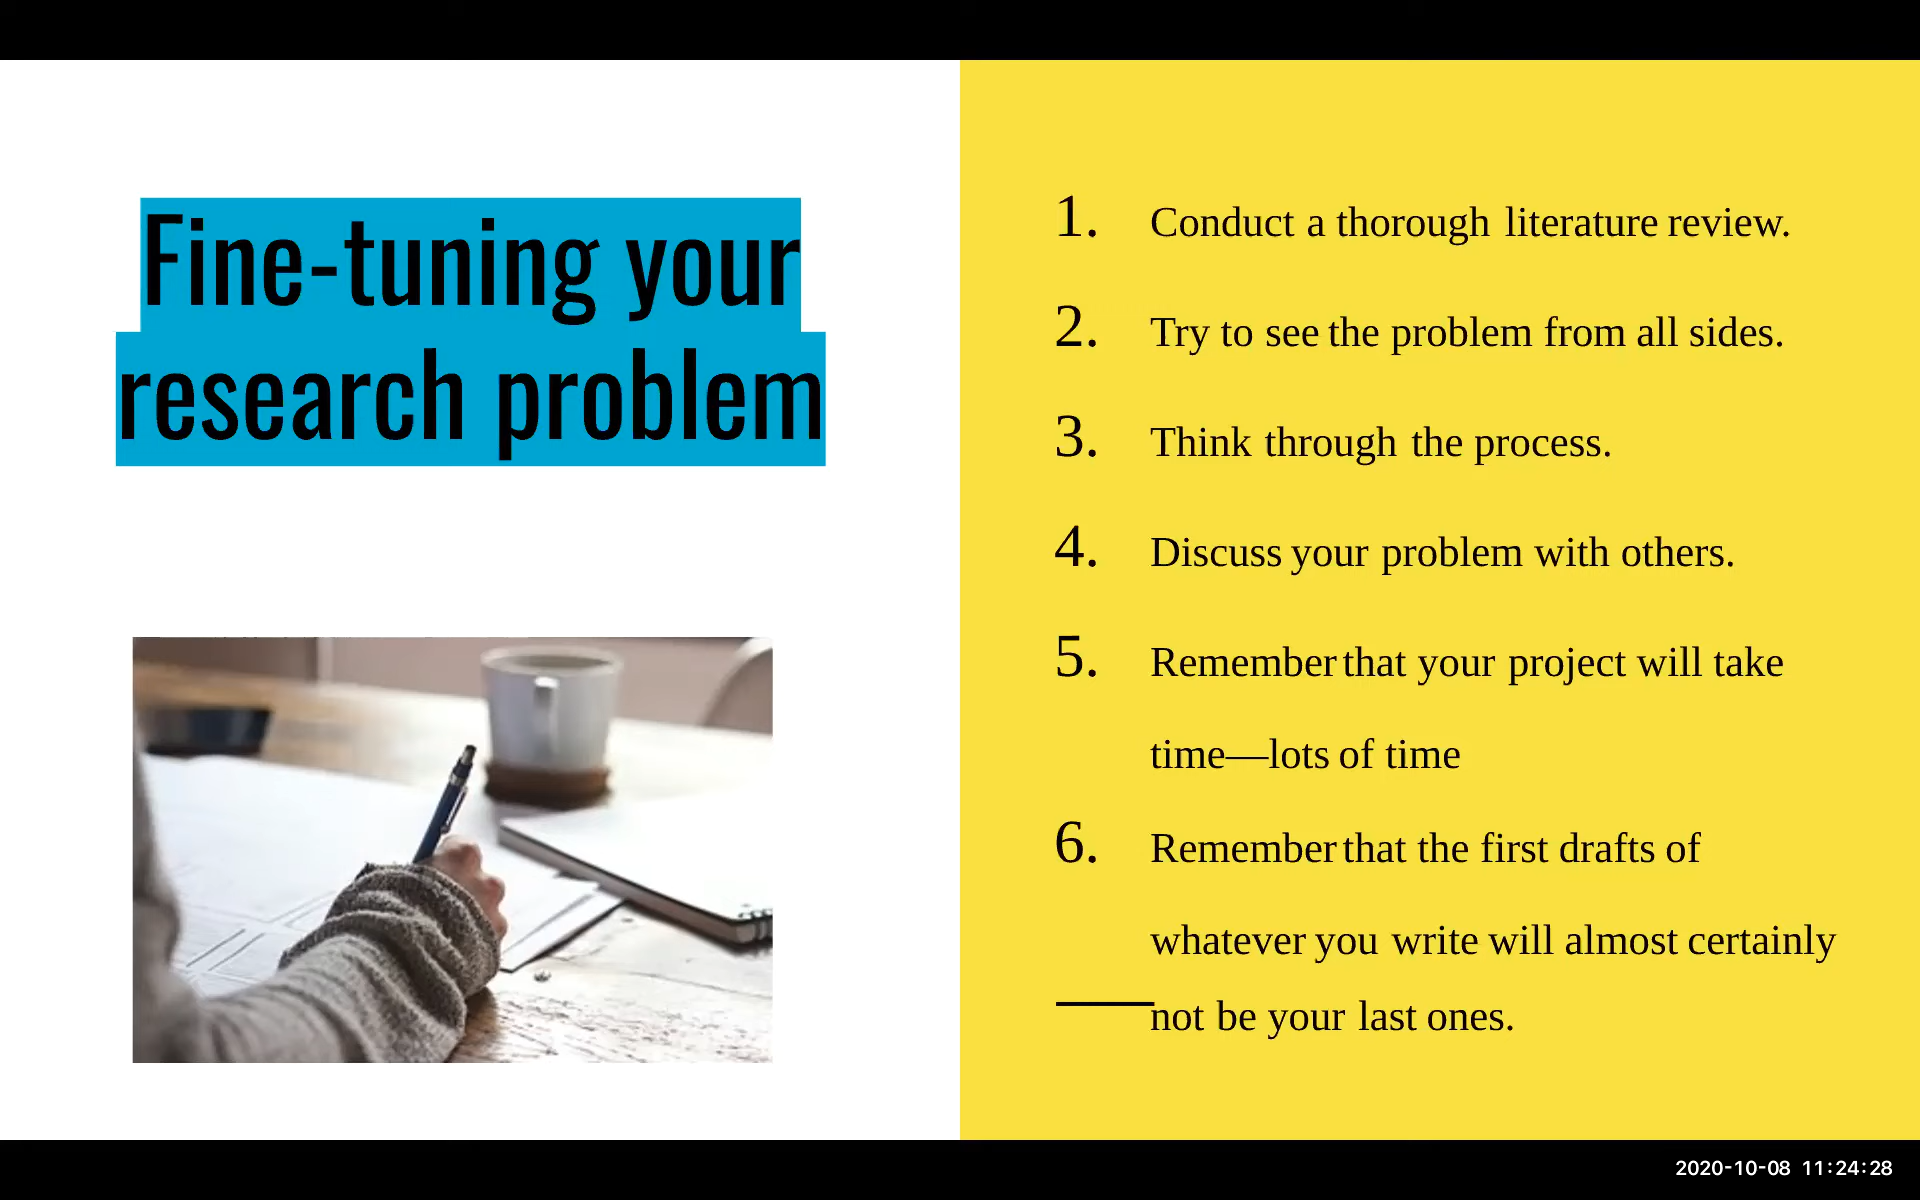 Fine-tuning your
research problem
1. Conduct a thorough literature review.
2. Try to see the problem from all sides.
3. Think through the process.
4. Discuss your problem with others.
5. Remember that your project will take
time—lots of time
6. Remember that the first drafts of
whatever you write will almost certainly
not be your last ones.
2020-10-08 11:24:28